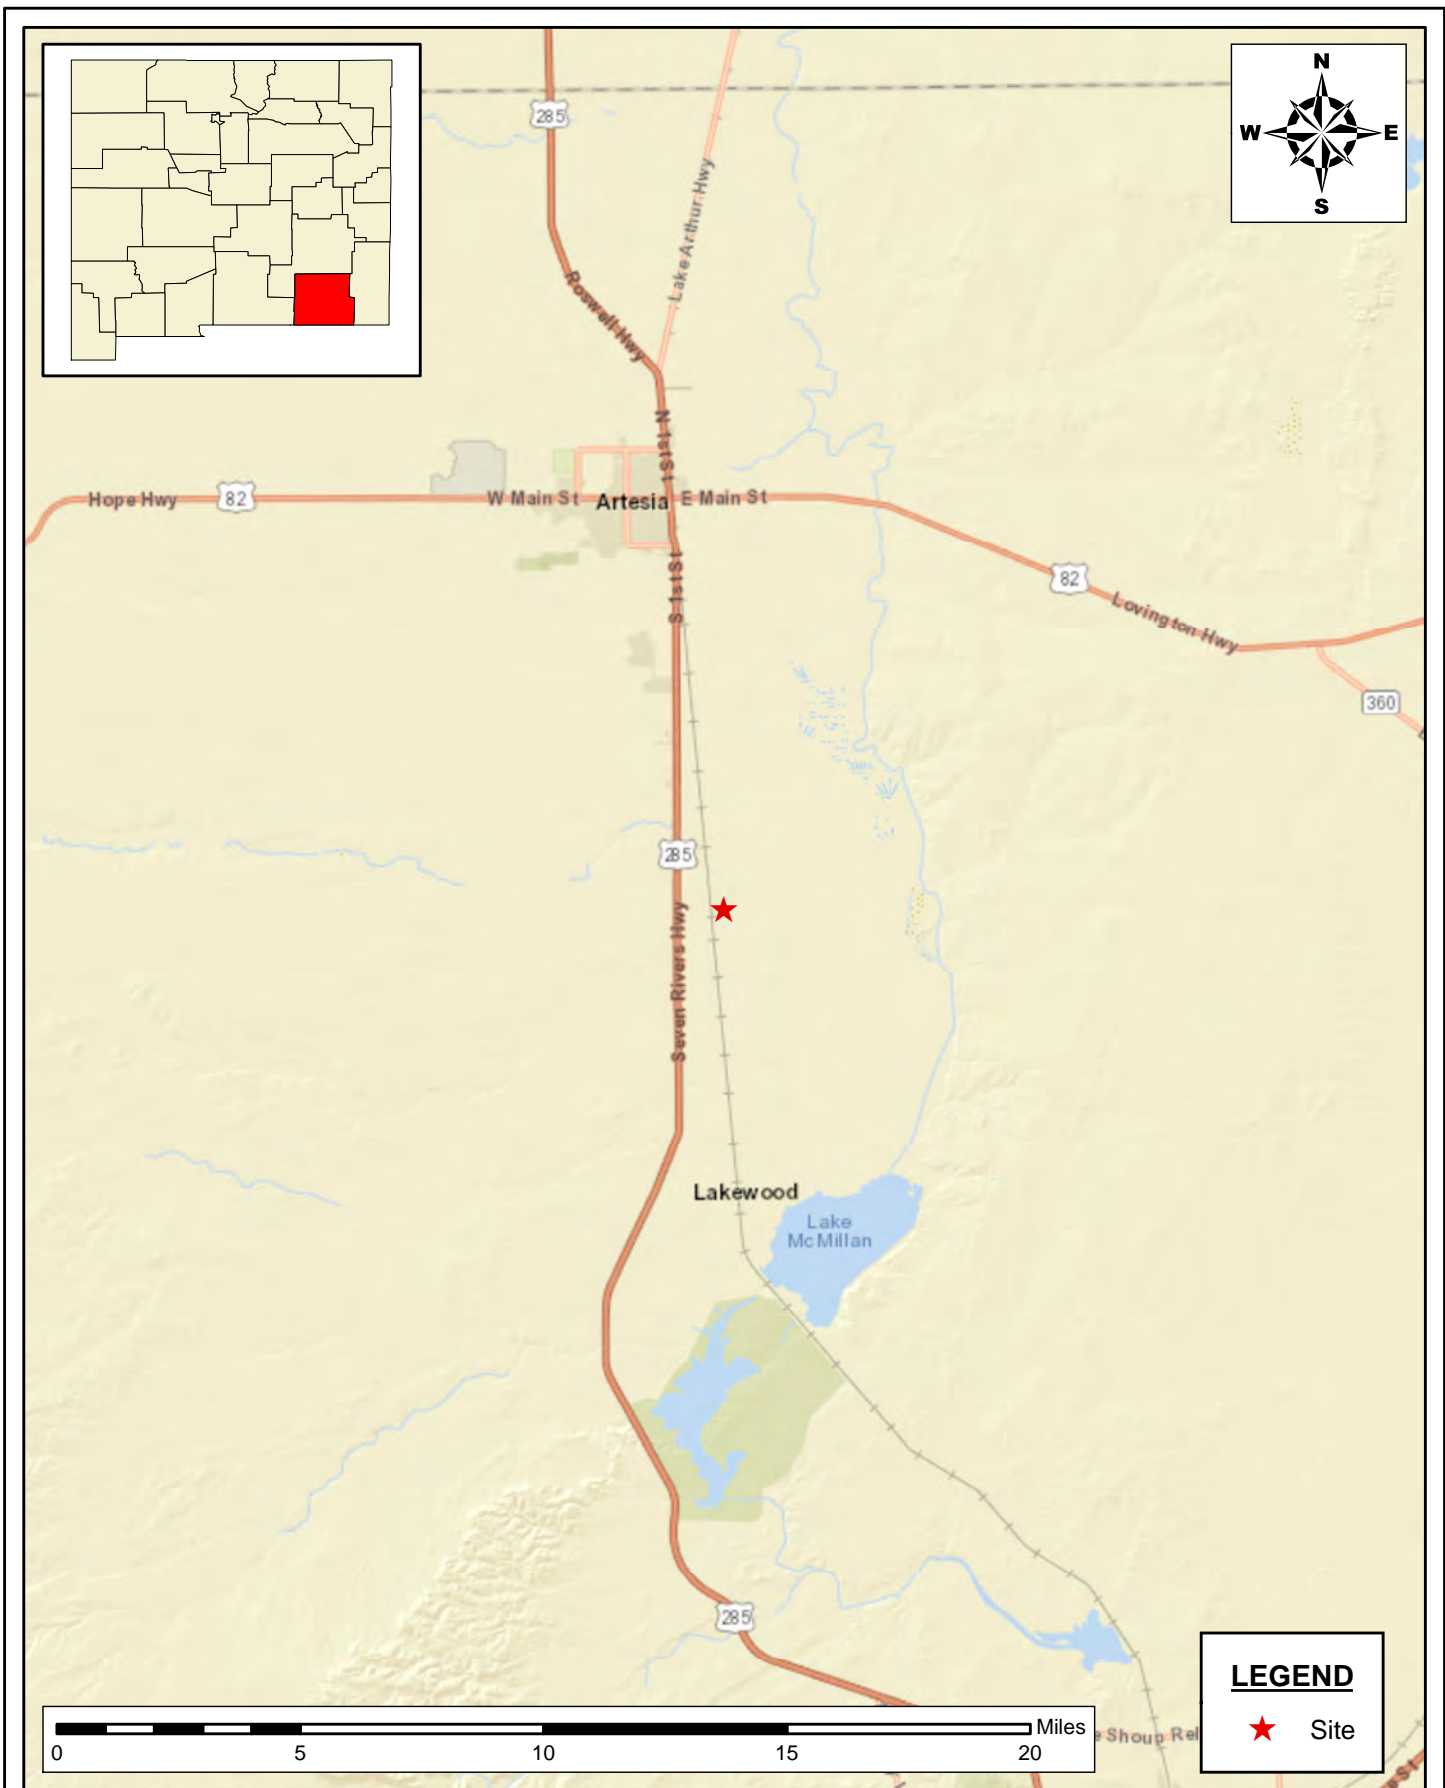 N
W E
S
285
Lake Arthur Hwy
Roswell Hwy
N 1st St
Hope Hwy
82
W Main St
Artesia
E Main St
S 1st St
82
Lovington Hwy
360
285
Seven Rivers Hwy
Lakewood
Lake
McMillan
285
LEGEND
Site
Miles
0 5 10 15 20
Shoup Rel